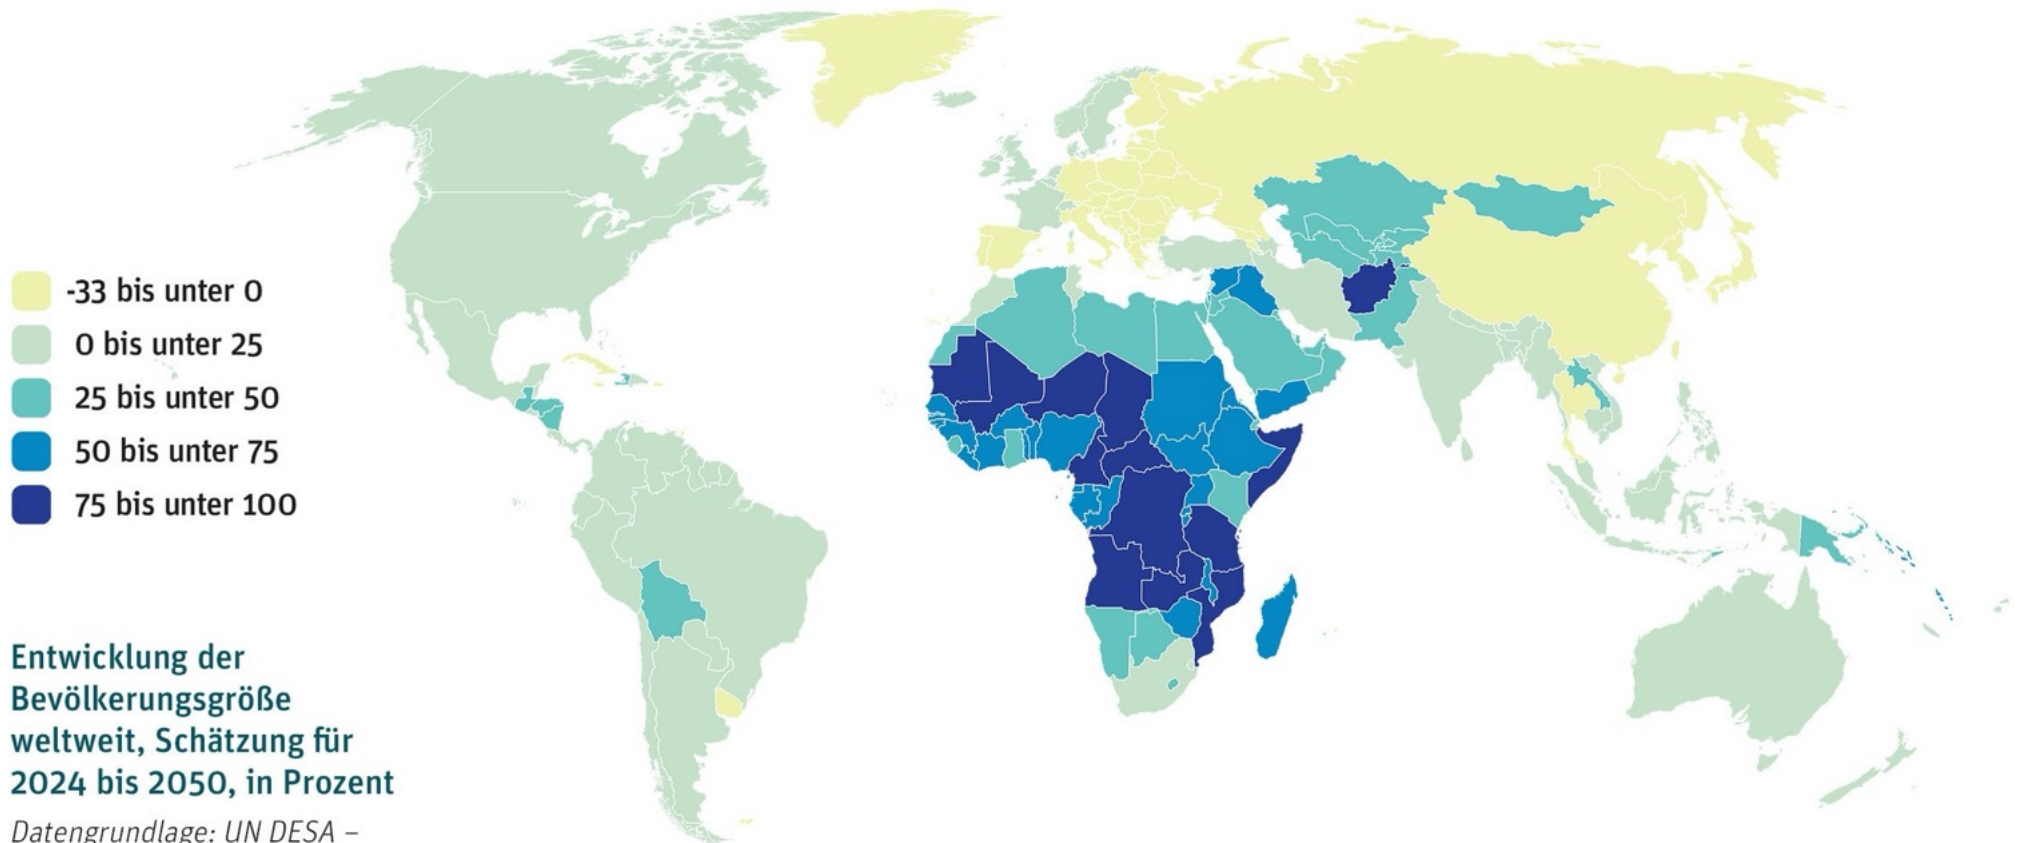 -33 bis unter 0
0 bis unter 25
25 bis unter 50
50 bis unter 75
75 bis unter 100
Entwicklung der
Bevölkerungsgröße
weltweit, Schätzung für
2024 bis 2050, in Prozent
Datengrundlage: UN DESA –